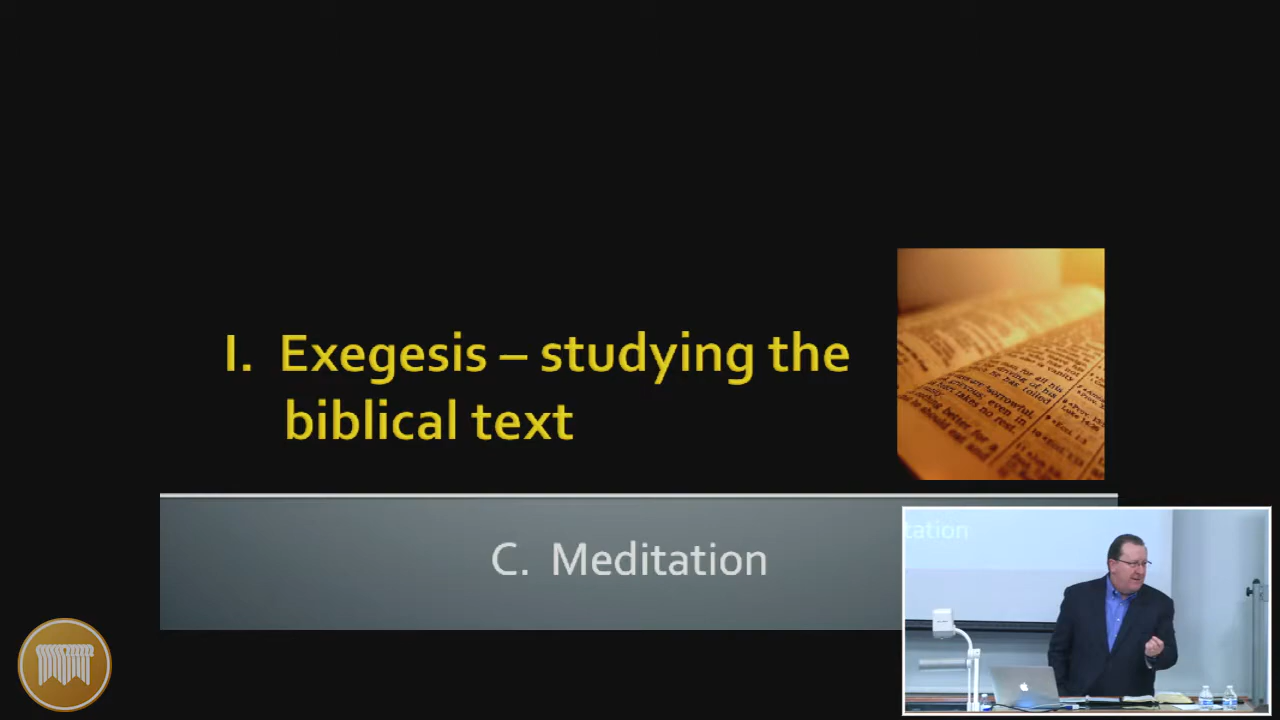 I. Exegesis – studying the
biblical text
C. Meditation
tation